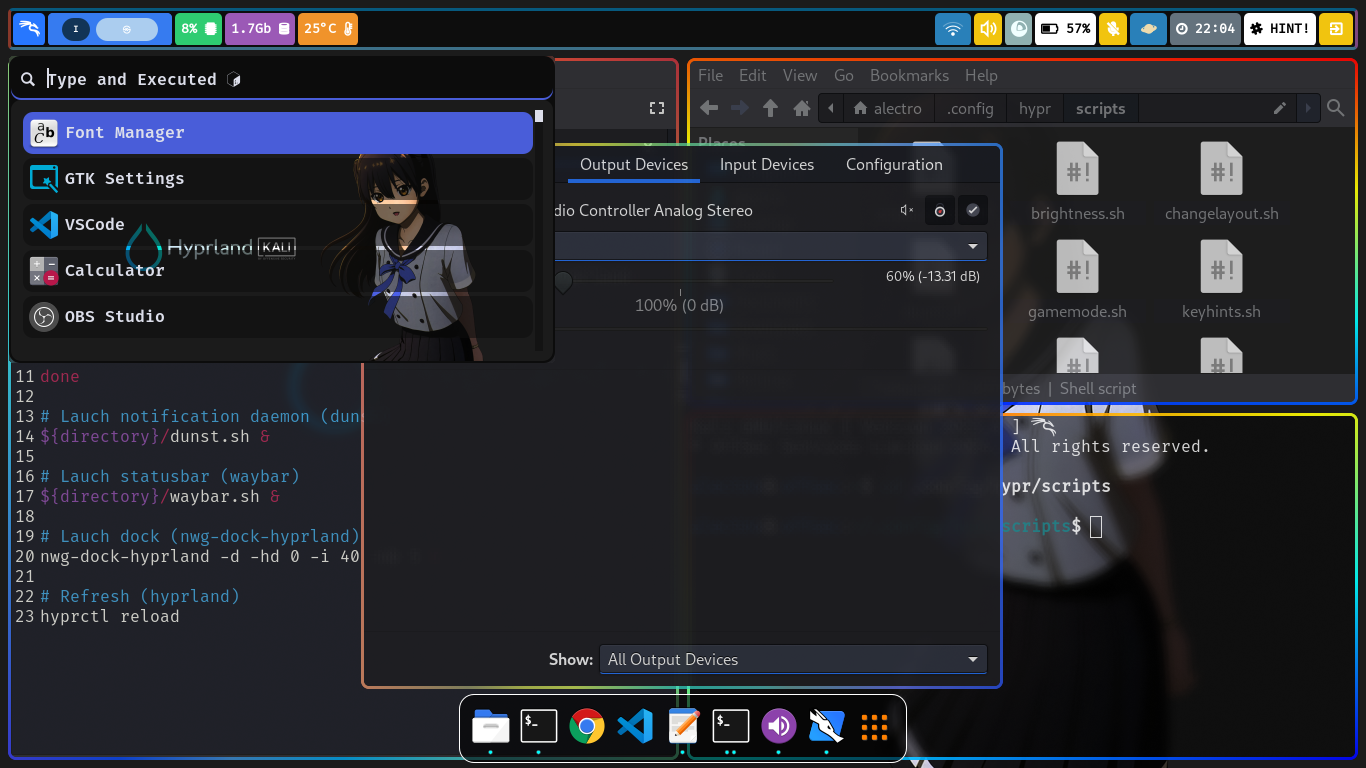 I
8%
1.7Gb
25°C
57%
22:04
HINT!
Type and Executed
Font Manager
GTK Settings
VSCode
Calculator
OBS Studio
Hyprland KALI
File Edit View Go Bookmarks Help
alectro .config hypr scripts
Places
brightness.sh changelayout.sh
gamemode.sh keyhints.sh
bytes | Shell script
Output Devices Input Devices Configuration
dio Controller Analog Stereo
60% (-13.31 dB)
100% (0 dB)
Show: All Output Devices
11 done
12
13 # Lauch notification daemon (dun
14 ${directory}/dunst.sh &
15
16 # Lauch statusbar (waybar)
17 ${directory}/waybar.sh &
18
19 # Lauch dock (nwg-dock-hyprland)
20 nwg-dock-hyprland -d -hd 0 -i 40
21
22 # Refresh (hyprland)
23 hyprctl reload
]
All rights reserved.
ypr/scripts
scripts$
$-
$-